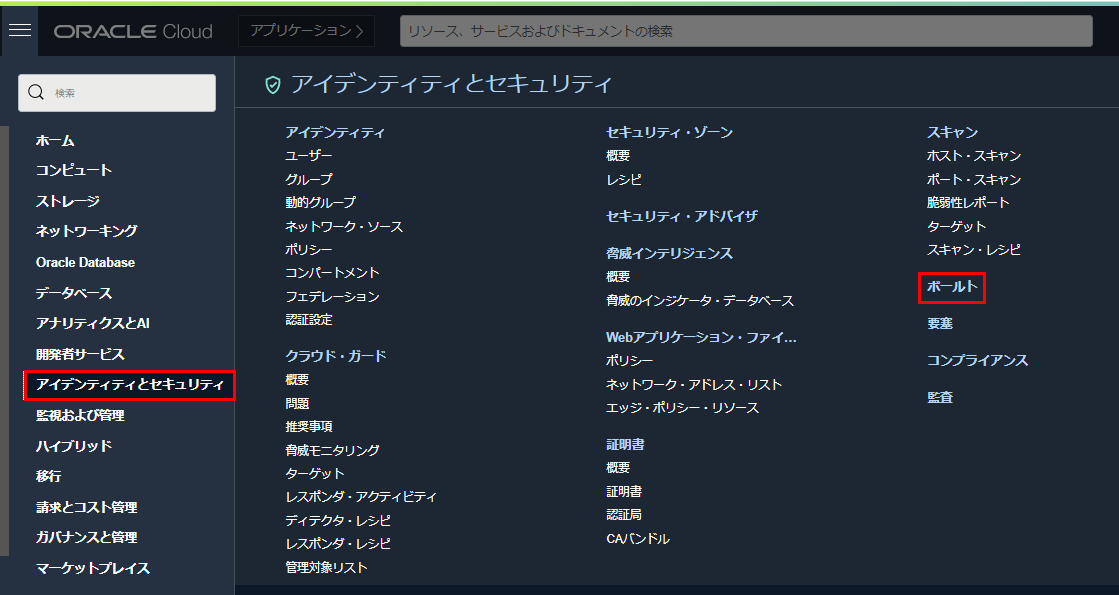 ORACLE Cloud
アプリケーション
リソース、サービスおよびドキュメントの検索
検索
ホーム
コンピュート
ストレージ
ネットワーキング
Oracle Database
データベース
アナリティクスとAI
開発者サービス
アイデンティティとセキュリティ
監視および管理
ハイブリッド
移行
請求とコスト管理
ガバナンスと管理
マーケットプレイス
アイデンティティとセキュリティ
アイデンティティ
ユーザー
グループ
動的グループ
ネットワーク・ソース
ポリシー
コンパートメント
フェデレーション
認証設定
クラウド・ガード
概要
問題
推奨事項
脅威モニタリング
ターゲット
レスポンダ・アクティビティ
ディテクタ・レシピ
レスポンダ・レシピ
管理対象リスト
セキュリティ・ゾーン
概要
レシピ
セキュリティ・アドバイザ
脅威インテリジェンス
概要
脅威のインジケータ・データベース
Webアプリケーション・ファイ...
ポリシー
ネットワーク・アドレス・リスト
エッジ・ポリシー・リソース
証明書
概要
証明書
認証局
CAバンドル
スキャン
ホスト・スキャン
ポート・スキャン
脆弱性レポート
ターゲット
スキャン・レシピ
ボールト
要塞
コンプライアンス
監査